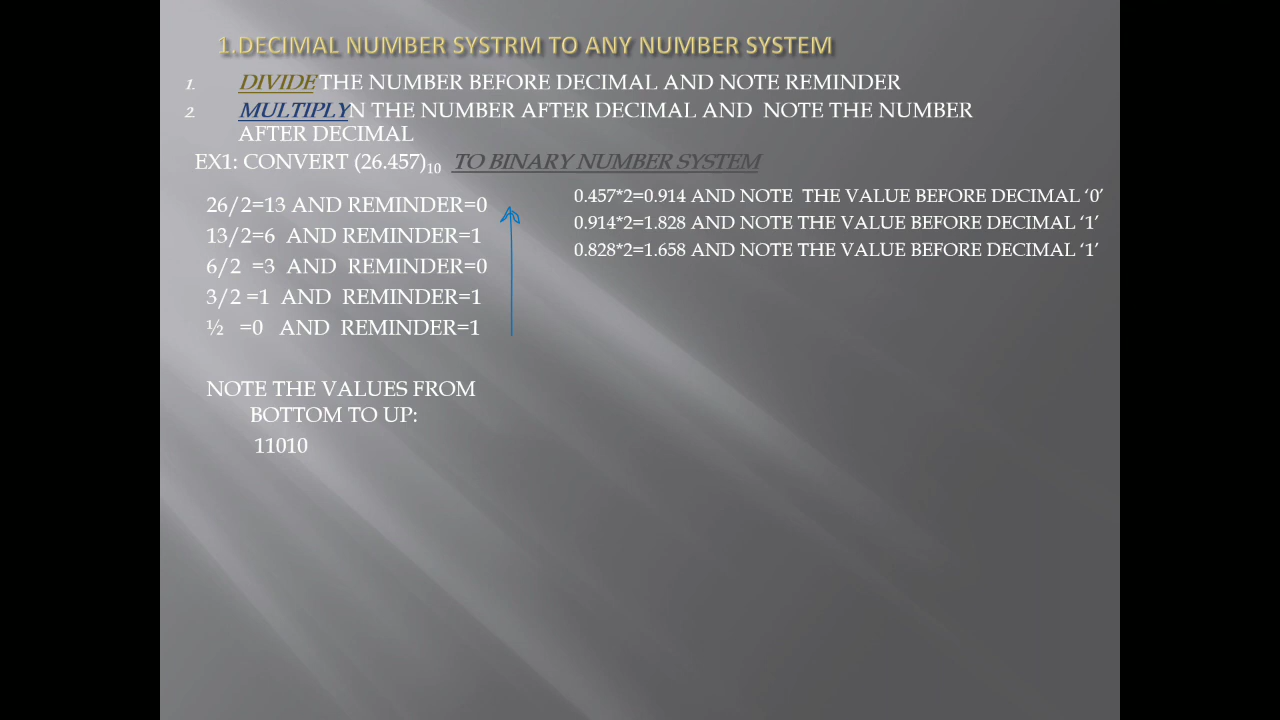 1.DECIMAL NUMBER SYSTRM TO ANY NUMBER SYSTEM
1. DIVIDE THE NUMBER BEFORE DECIMAL AND NOTE REMINDER
2. MULTIPLYN THE NUMBER AFTER DECIMAL AND NOTE THE NUMBER
AFTER DECIMAL
EX1: CONVERT (26.457)10 TO BINARY NUMBER SYSTEM
26/2=13 AND REMINDER=0
13/2=6 AND REMINDER=1
6/2 =3 AND REMINDER=0
3/2 =1 AND REMINDER=1
½ =0 AND REMINDER=1
NOTE THE VALUES FROM
BOTTOM TO UP:
11010
0.457*2=0.914 AND NOTE THE VALUE BEFORE DECIMAL ‘0’
0.914*2=1.828 AND NOTE THE VALUE BEFORE DECIMAL ‘1’
0.828*2=1.658 AND NOTE THE VALUE BEFORE DECIMAL ‘1’